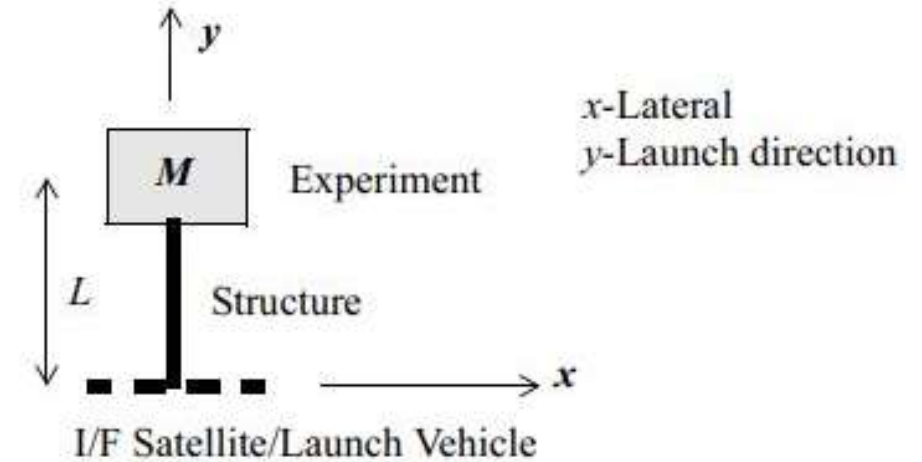 y
x-Lateral
y-Launch direction
M
Experiment
L
Structure
x
I/F Satellite/Launch Vehicle